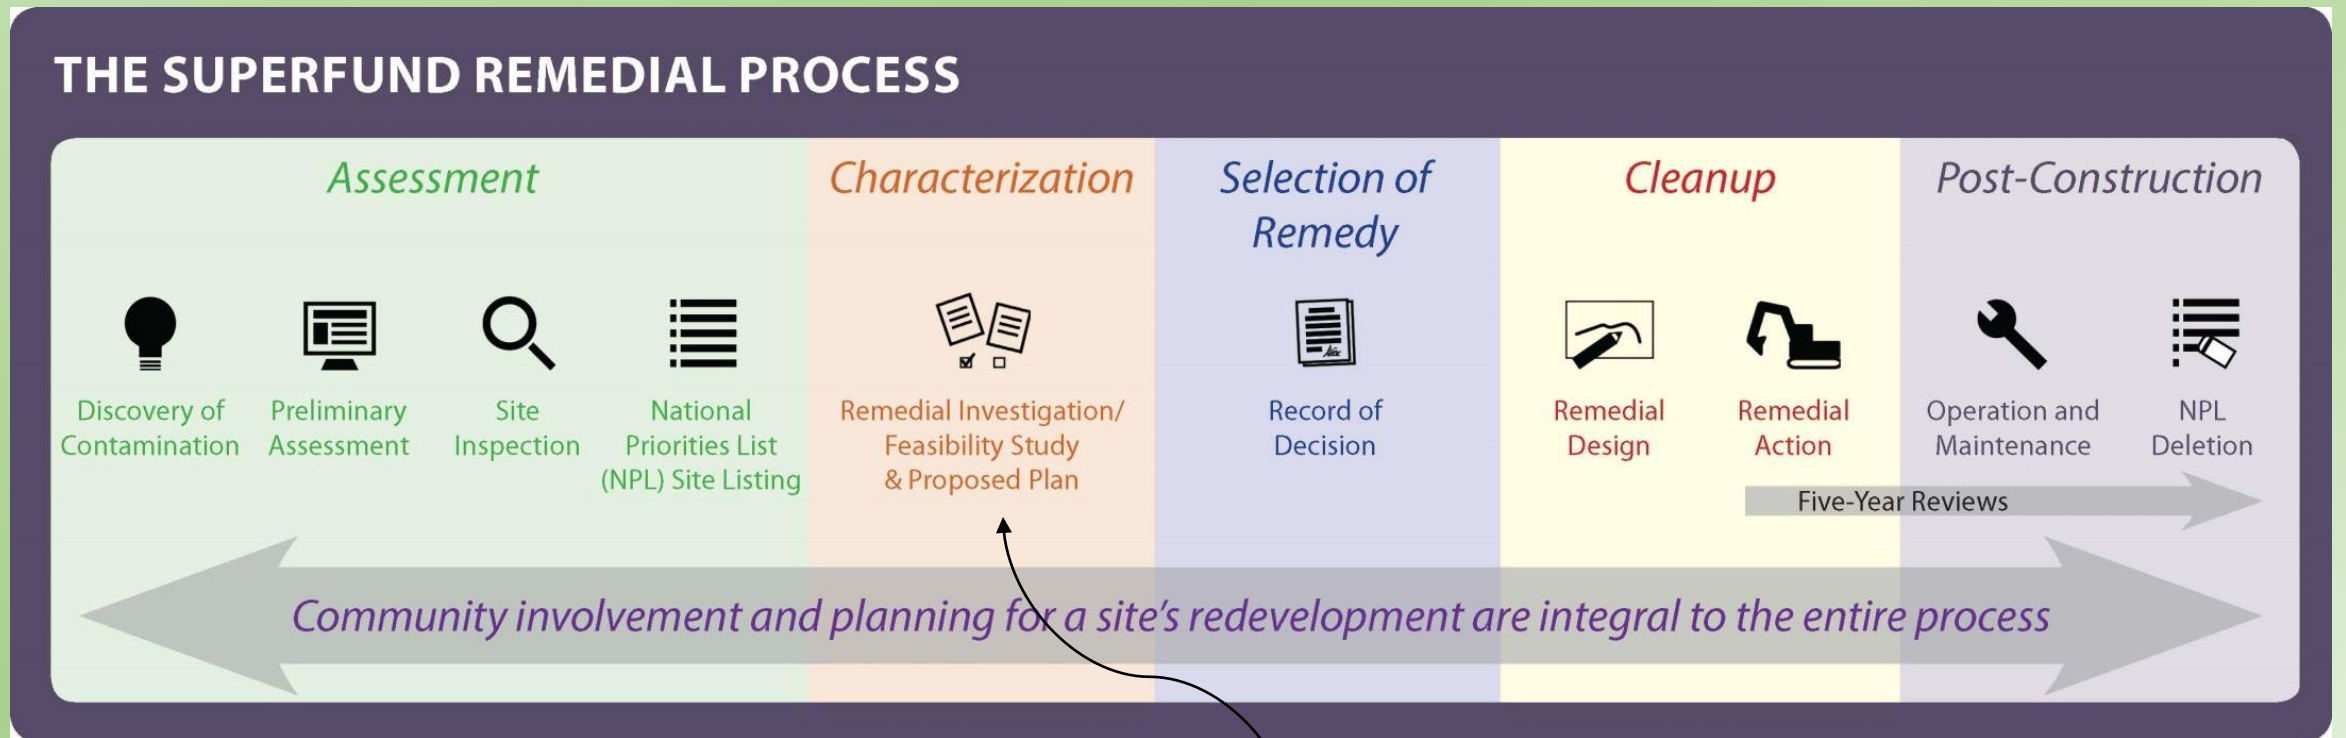 THE SUPERFUND REMEDIAL PROCESS
Assessment
Discovery of
Contamination
Preliminary
Assessment
Site
Inspection
National
Priorities List
(NPL) Site Listing
Characterization
Remedial Investigation/
Feasibility Study
& Proposed Plan
Selection of
Remedy
Record of
Decision
Cleanup
Remedial
Design
Remedial
Action
Post-Construction
Operation and
Maintenance
NPL
Deletion
Five-Year Reviews
Community involvement and planning for a site's redevelopment are integral to the entire process